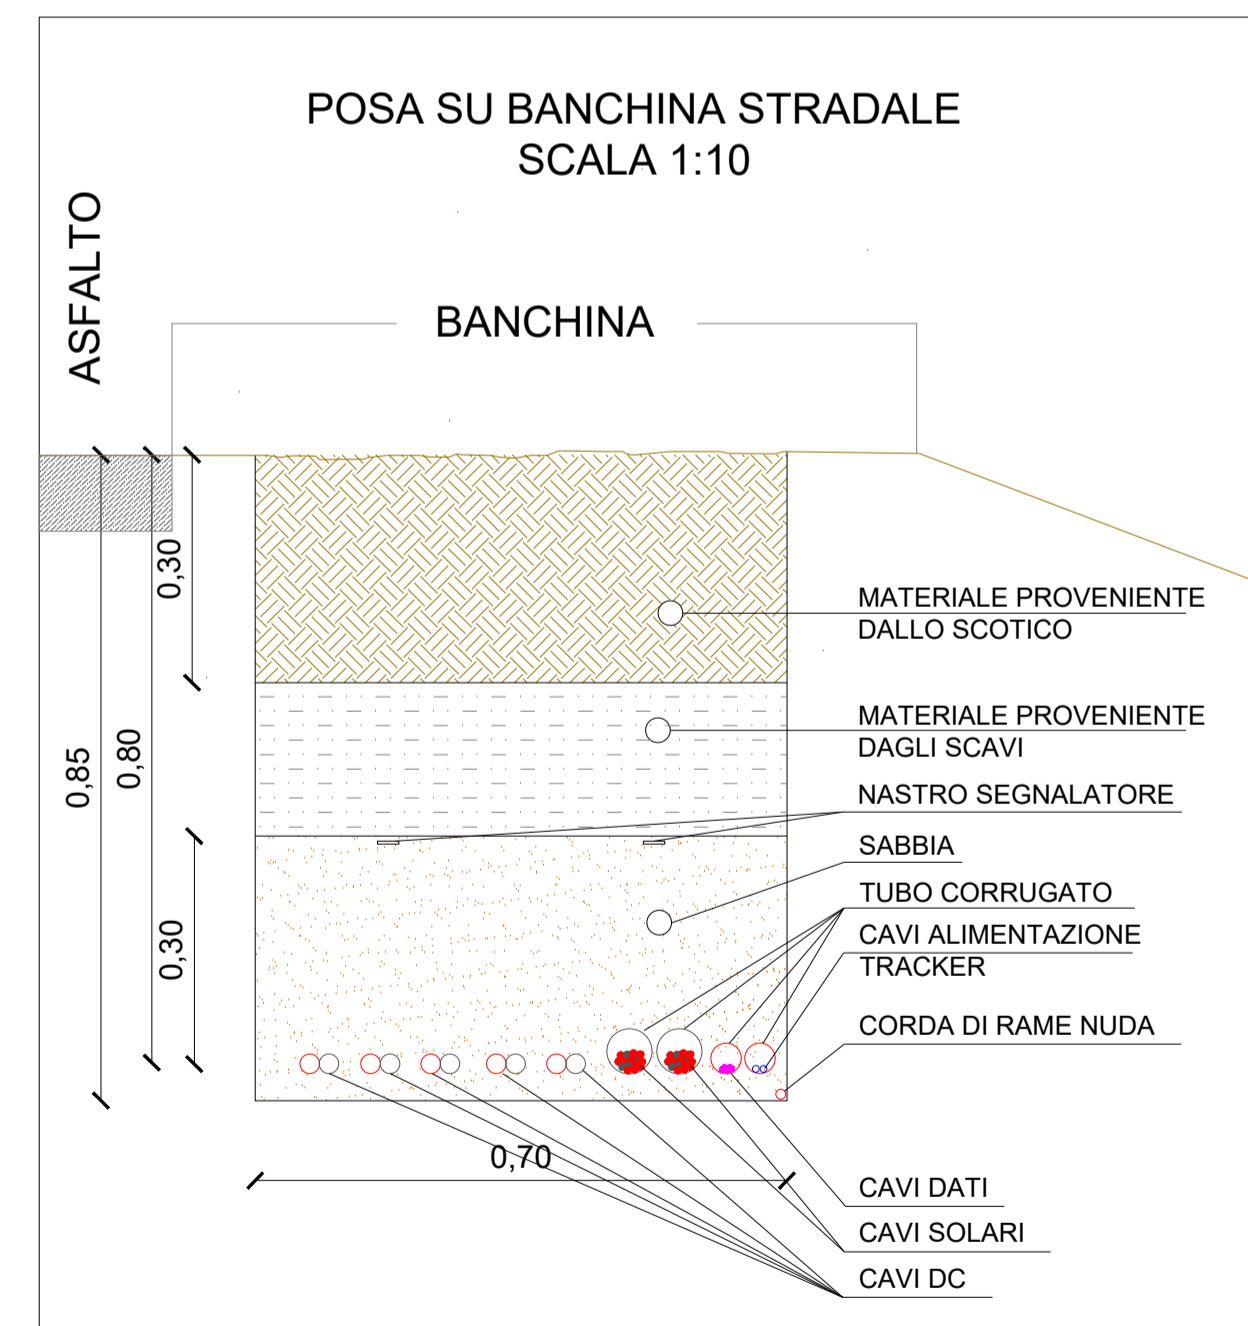 POSA SU BANCHINA STRADALE
SCALA 1:10
ASFALTO
BANCHINA
0,30
0,80
0,85
0,30
0,70
MATERIALE PROVENIENTE
DALLO SCOTICO
MATERIALE PROVENIENTE
DAGLI SCAVI
NASTRO SEGNALATORE
SABBIA
TUBO CORRUGATO
CAVI ALIMENTAZIONE
TRACKER
CORDA DI RAME NUDA
CAVI DATI
CAVI SOLARI
CAVI DC